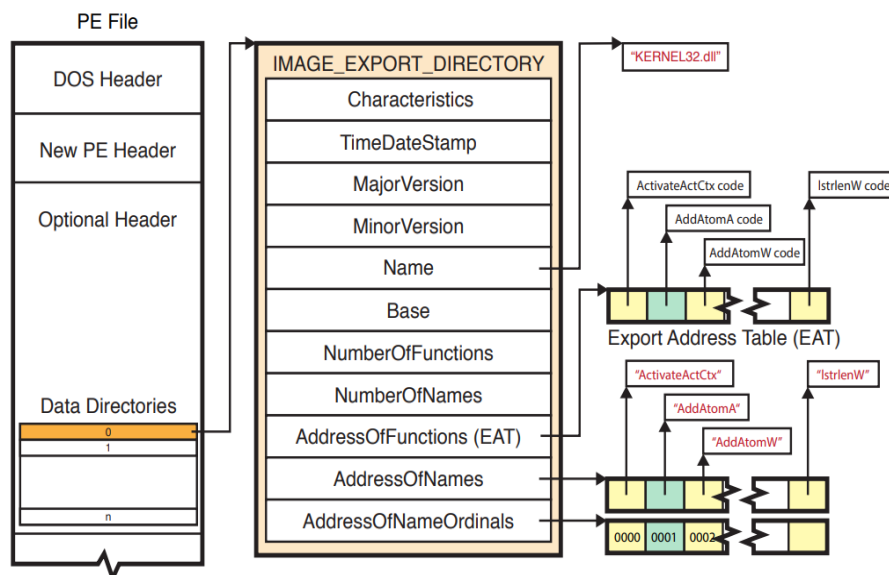 PE File
DOS Header
New PE Header
Optional Header
Data Directories
0
1
n
IMAGE_EXPORT_DIRECTORY
Characteristics
TimeDateStamp
MajorVersion
MinorVersion
Name
Base
NumberOfFunctions
NumberOfNames
AddressOfFunctions (EAT)
AddressOfNames
AddressOfNameOrdinals
“KERNEL32.dll”
ActivateActCtx code
lstrlenW code
AddAtomA code
AddAtomW code
Export Address Table (EAT)
“ActivateActCtx”
“lstrlenW”
“AddAtomA”
“AddAtomW”
0000 0001 0002